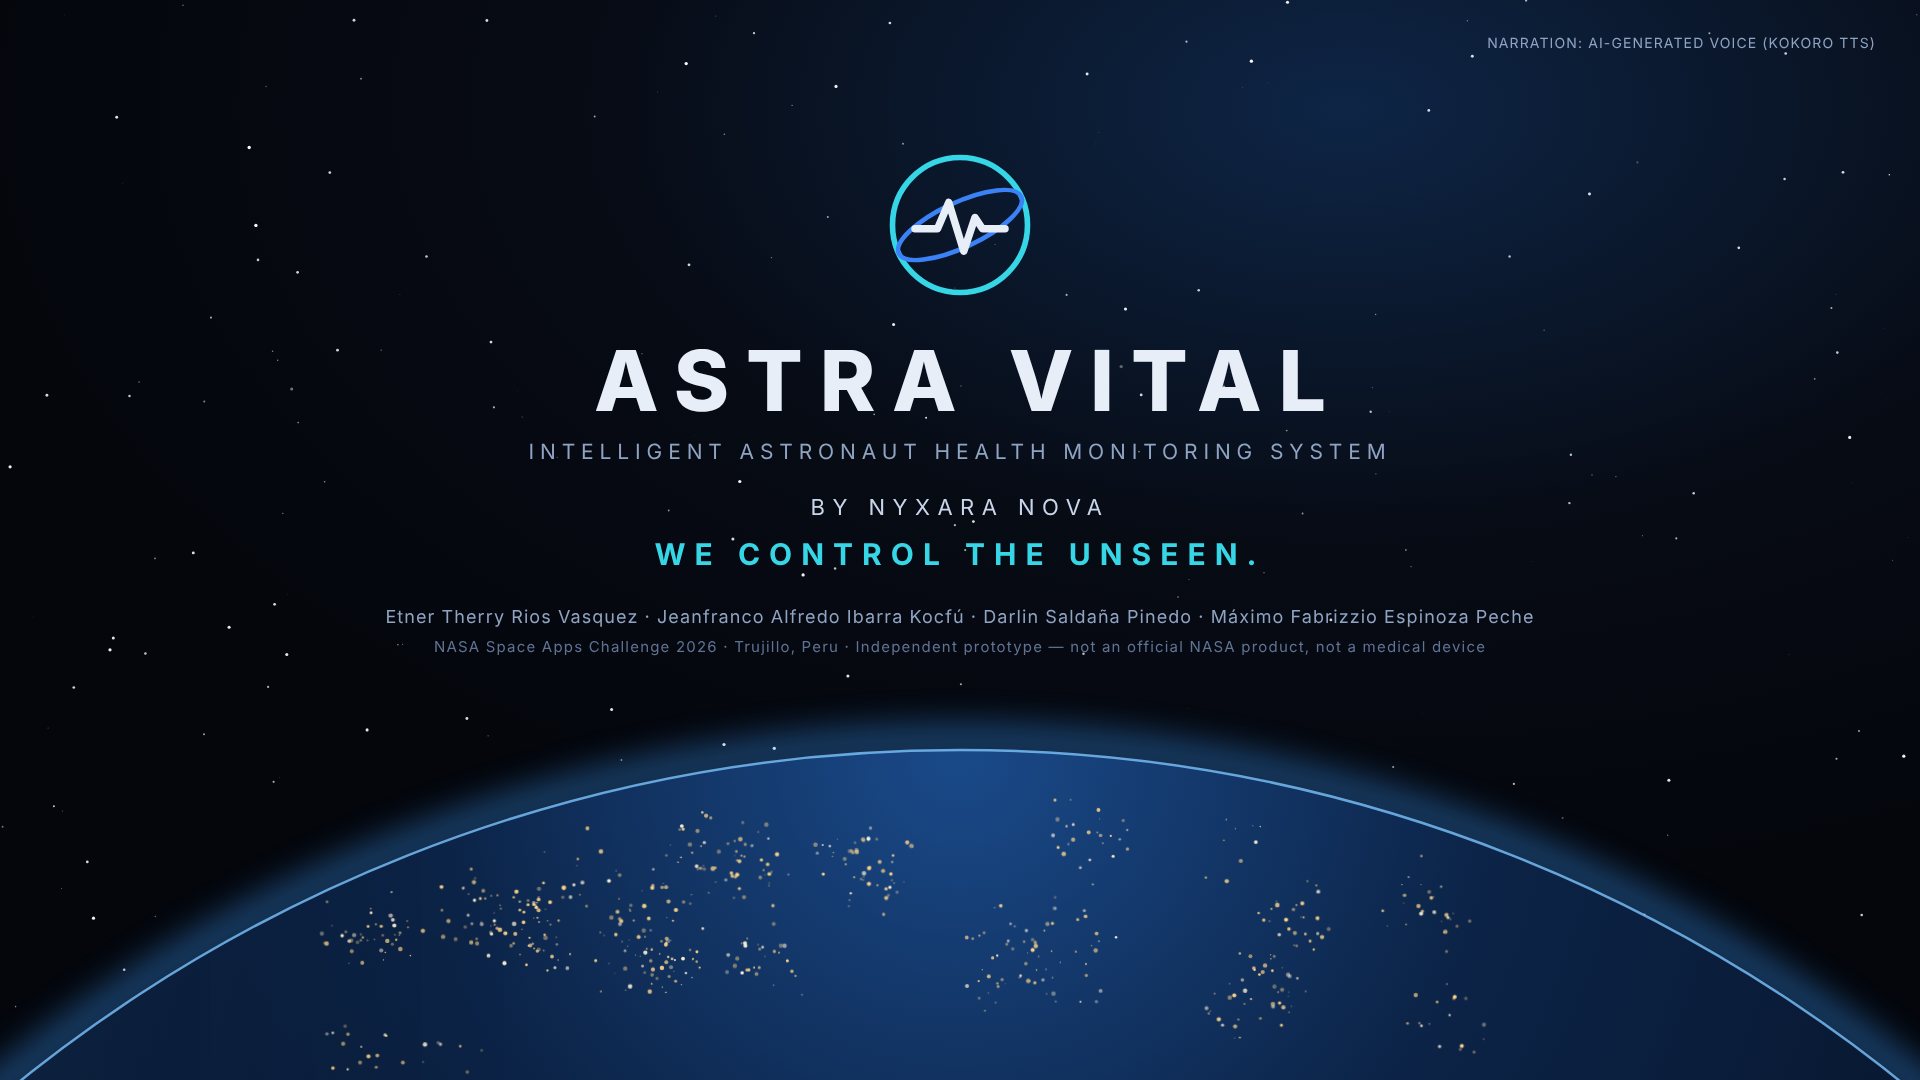 NARRATION: AI-GENERATED VOICE (KOKORO TTS)
ASTRA VITAL
INTELLIGENT ASTRONAUT HEALTH MONITORING SYSTEM
BY NYXARA NOVA
WE CONTROL THE UNSEEN.
Etner Therry Rios Vasquez · Jeanfranco Alfredo Ibarra Kocfú · Darlin Saldaña Pinedo · Máximo Fabrizzio Espinoza Peche
NASA Space Apps Challenge 2026 · Trujillo, Peru · Independent prototype — not an official NASA product, not a medical device